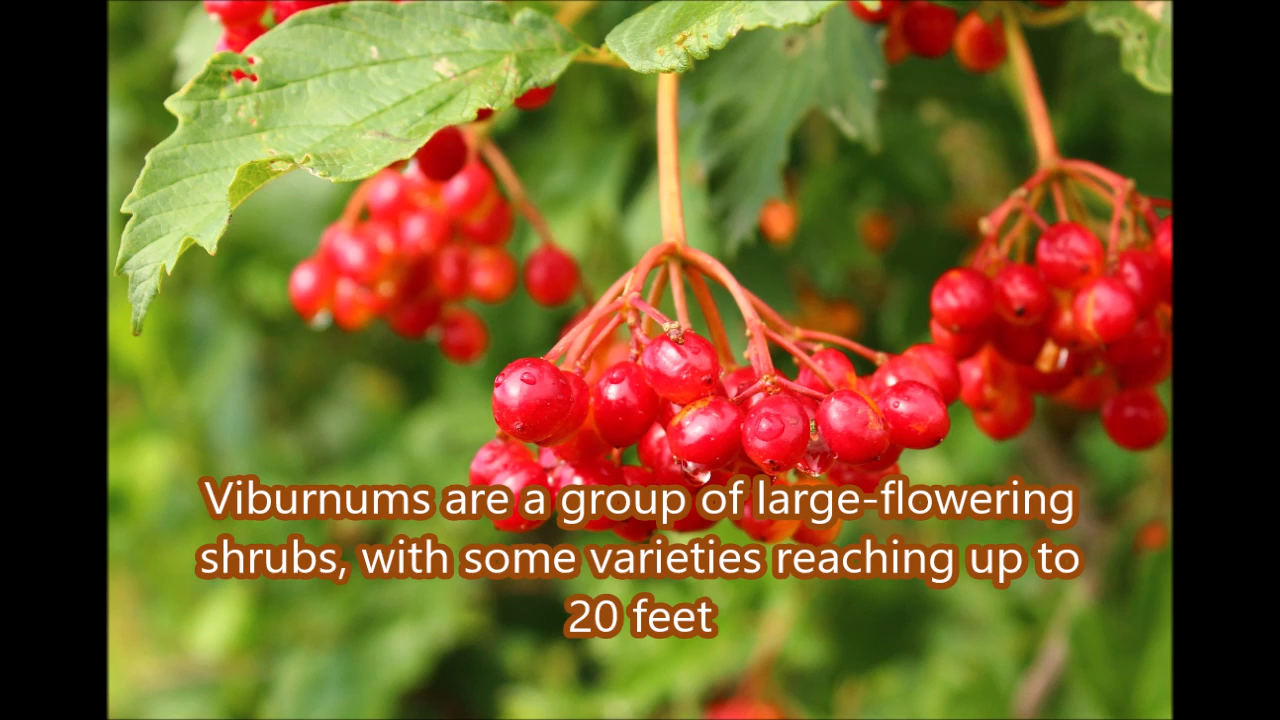 Viburnums are a group of large-flowering
shrubs, with some varieties reaching up to
20 feet